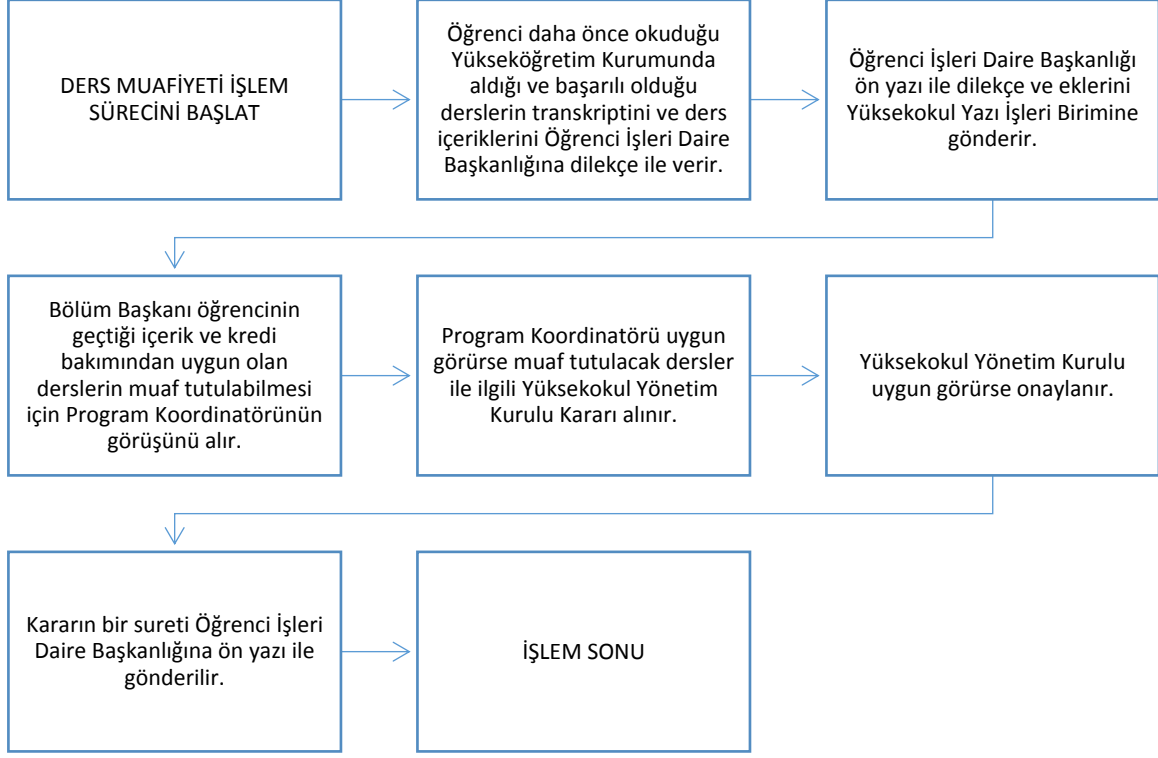 DERS MUAFİYETİ İŞLEM
SÜRECİNİ BAŞLAT
Öğrenci daha önce okuduğu
Yükseköğretim Kurumunda
aldığı ve başarılı olduğu
derslerin transkriptini ve ders
içeriklerini Öğrenci İşleri Daire
Başkanlığına dilekçe ile verir.
Öğrenci İşleri Daire Başkanlığı
ön yazı ile dilekçe ve eklerini
Yüksekokul Yazı İşleri Birimine
gönderir.
Bölüm Başkanı öğrencinin
geçtiği içerik ve kredi
bakımından uygun olan
derslerin muaf tutulabilmesi
için Program Koordinatörünün
görüşünü alır.
Program Koordinatörü uygun
görürse muaf tutulacak dersler
ile ilgili Yüksekokul Yönetim
Kurulu Kararı alınır.
Yüksekokul Yönetim Kurulu
uygun görürse onaylanır.
Kararın bir sureti Öğrenci İşleri
Daire Başkanlığına ön yazı ile
gönderilir.
İŞLEM SONU